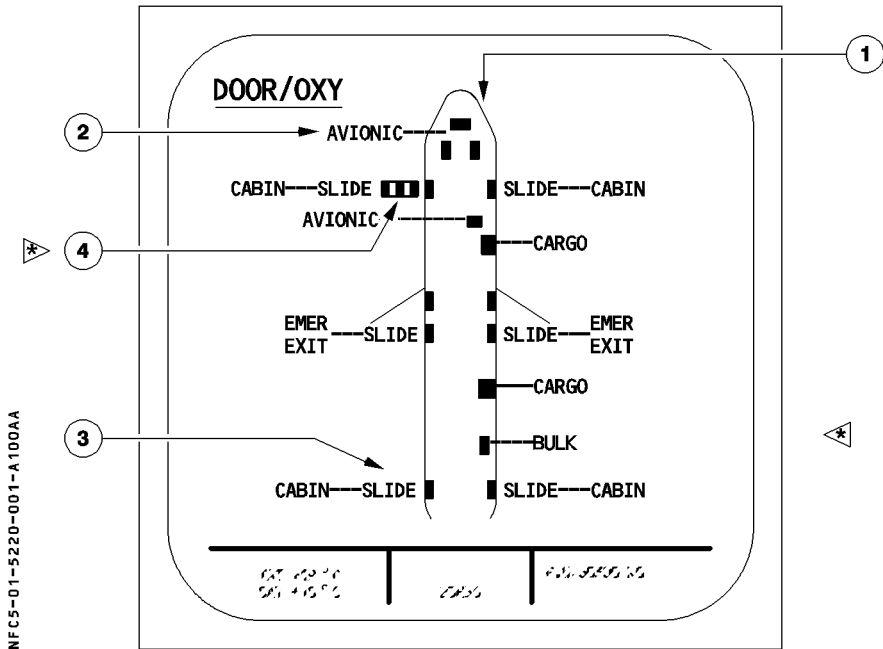 1
DOOR/OXY
2
AVIONIC
CABIN---SLIDE
SLIDE---CABIN
AVIONIC
* 4
CARGO
EMER EXIT---SLIDE
SLIDE---EMER EXIT
CARGO
3
BULK
*
CABIN---SLIDE
SLIDE---CABIN
NFC5-01-5220-001-A100AA